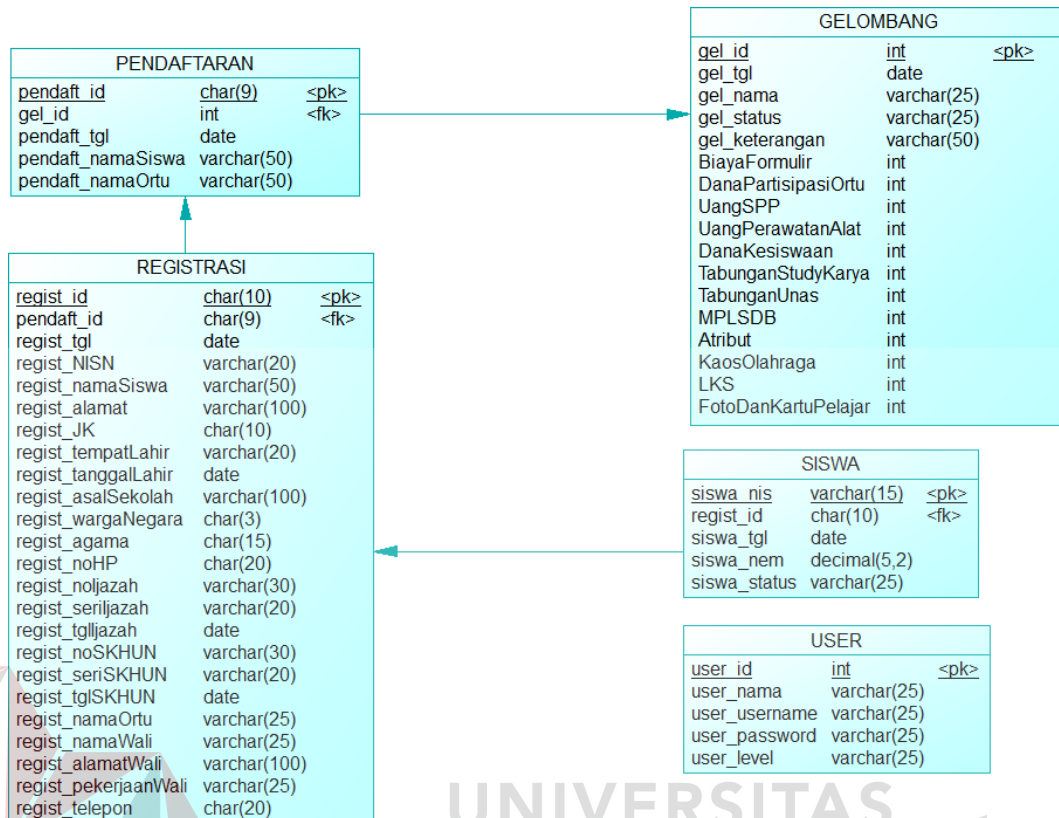 PENDAFTARAN
pendaft_id char(9) <pk>
gel_id int <fk>
pendaft_tgl date
pendaft_namaSiswa varchar(50)
pendaft_namaOrtu varchar(50)
GELOMBANG
gel_id int <pk>
gel_tgl date
gel_nama varchar(25)
gel_status varchar(25)
gel_keterangan varchar(50)
BiayaFormulir int
DanaPartisipasiOrtu int
UangSPP int
UangPerawatanAlat int
DanaKesiswaan int
TabunganStudyKarya int
TabunganUnas int
MPLSDB int
Atribut int
KaosOlahraga int
LKS int
FotoDanKartuPelajar int
REGISTRASI
regist_id char(10) <pk>
pendaft_id char(9) <fk>
regist_tgl date
regist_NISN varchar(20)
regist_namaSiswa varchar(50)
regist_alamat varchar(100)
regist_JK char(10)
regist_tempatLahir varchar(20)
regist_tanggalLahir date
regist_asalSekolah varchar(100)
regist_wargaNegara char(3)
regist_agama char(15)
regist_noHP char(20)
regist_noIjazah varchar(30)
regist_seriIjazah varchar(20)
regist_tglIjazah date
regist_noSKHUN varchar(30)
regist_seriSKHUN varchar(20)
regist_tglSKHUN date
regist_namaOrtu varchar(25)
regist_namaWali varchar(25)
regist_alamatWali varchar(100)
regist_pekerjaanWali varchar(25)
regist_telepon char(20)
SISWA
siswa_nis varchar(15) <pk>
regist_id char(10) <fk>
siswa_tgl date
siswa_nem decimal(5,2)
siswa_status varchar(25)
USER
user_id int <pk>
user_nama varchar(25)
user_username varchar(25)
user_password varchar(25)
user_level varchar(25)
UNIVERSITAS